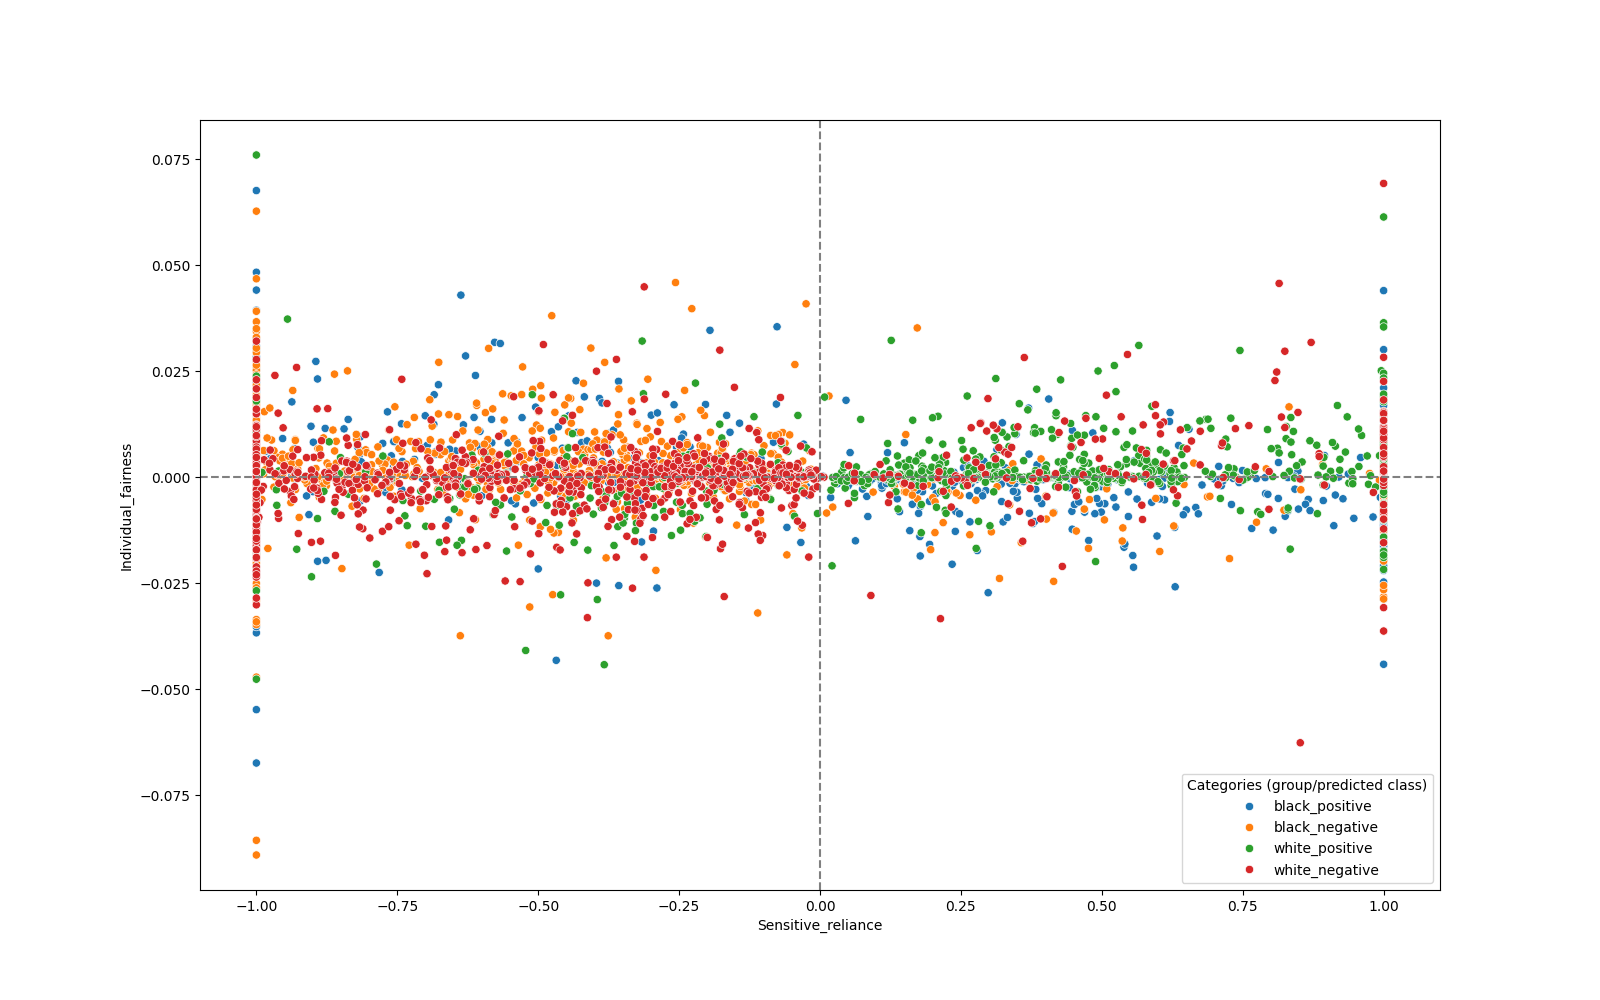 0.075
0.050
0.025
0.000
−0.025
−0.050
−0.075
Individual_fairness
−1.00 −0.75 −0.50 −0.25 0.00 0.25 0.50 0.75 1.00
Sensitive_reliance
Categories (group/predicted class)
black_positive
black_negative
white_positive
white_negative